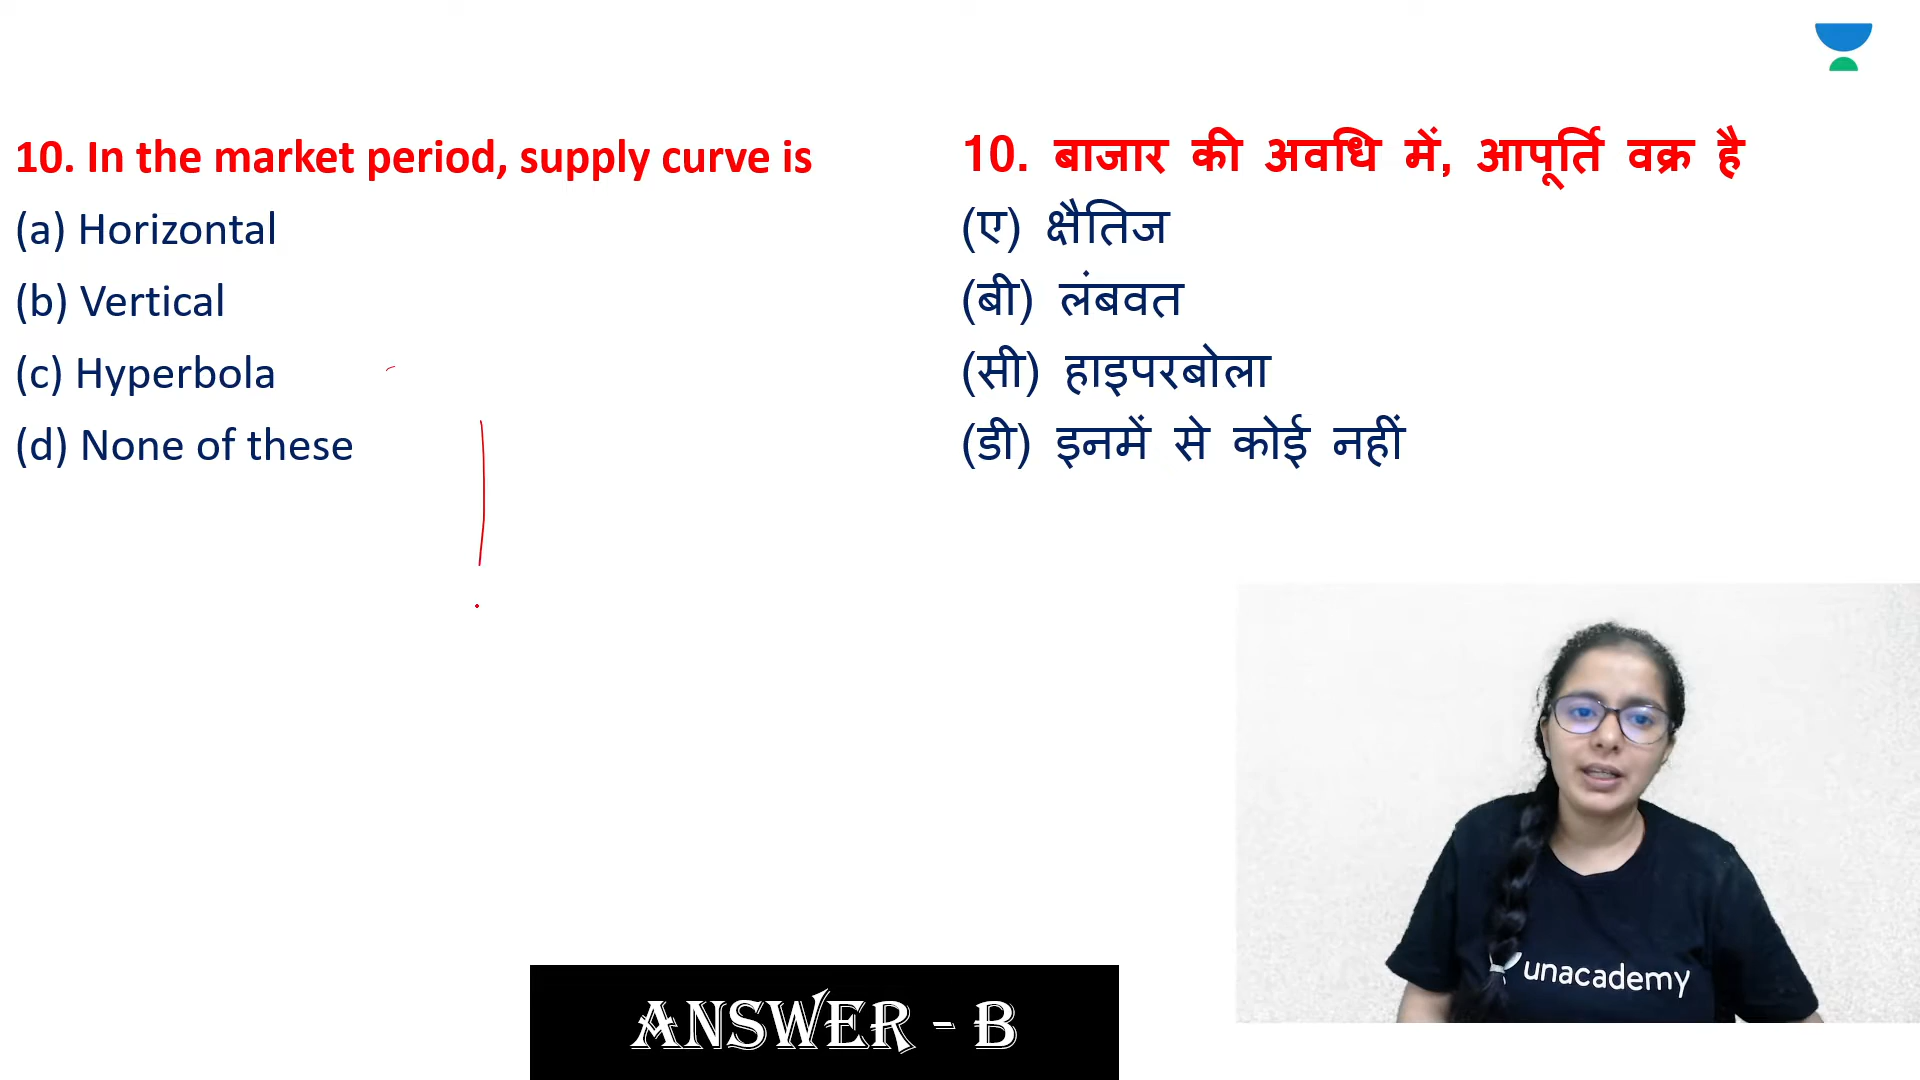 10. In the market period, supply curve is
(a) Horizontal
(b) Vertical
(c) Hyperbola
(d) None of these
10. बाजार की अवधि में, आपूर्ति वक्र है
(ए) क्षैतिज
(बी) लंबवत
(सी) हाइपरबोला
(डी) इनमें से कोई नहीं
unacademy
ANSWER - B